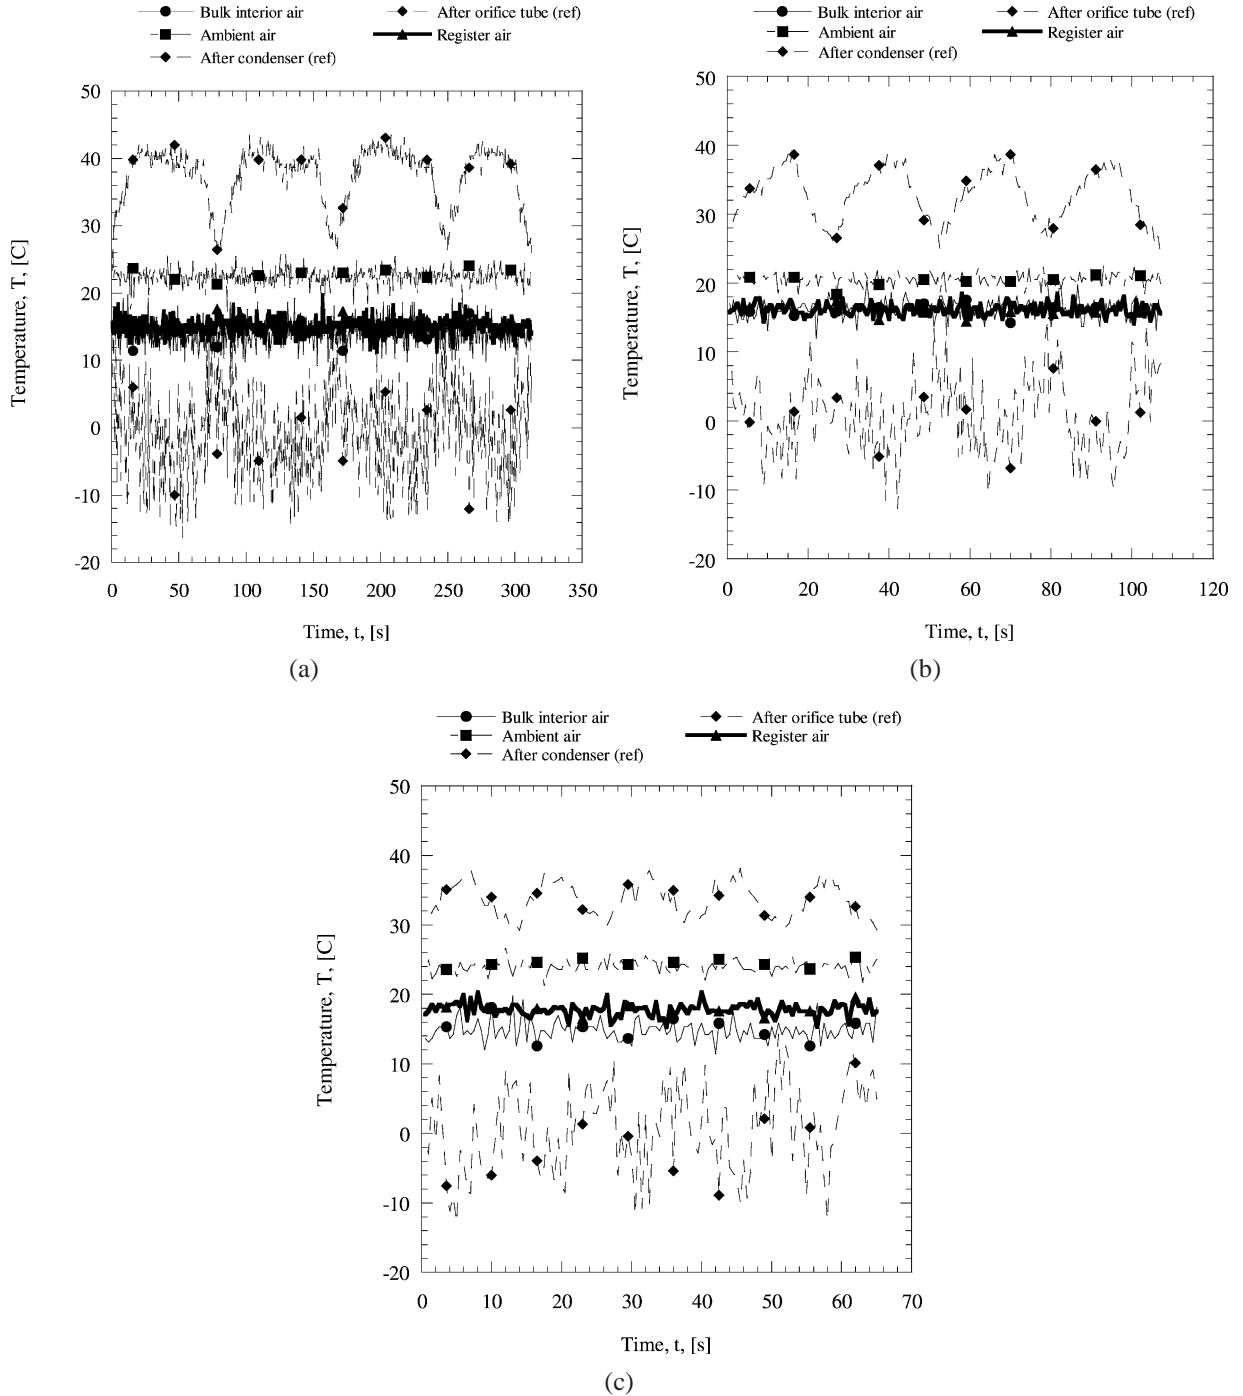 Bulk interior air
Ambient air
After condenser (ref)
After orifice tube (ref)
Register air
Temperature, T, [C]
50
40
30
20
10
0
-10
-20
0 50 100 150 200 250 300 350
Time, t, [s]
(a)
Bulk interior air
Ambient air
After condenser (ref)
After orifice tube (ref)
Register air
Temperature, T, [C]
50
40
30
20
10
0
-10
-20
0 20 40 60 80 100 120
Time, t, [s]
(b)
Bulk interior air
Ambient air
After condenser (ref)
After orifice tube (ref)
Register air
Temperature, T, [C]
50
40
30
20
10
0
-10
-20
0 10 20 30 40 50 60 70
Time, t, [s]
(c)